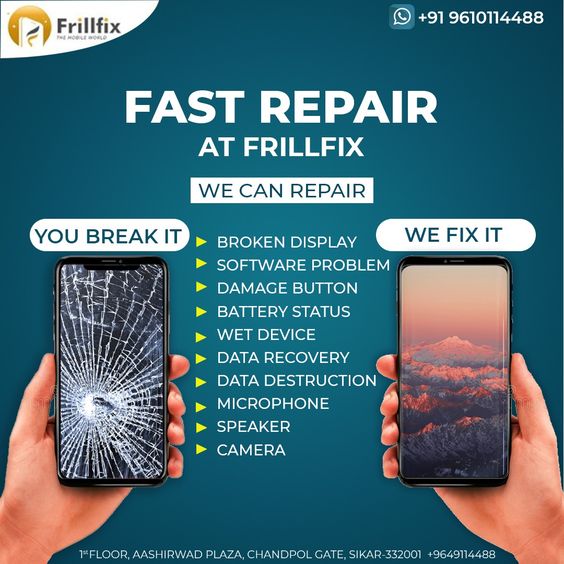 Frillfix
THE MOBILE WORLD
+91 9610114488
FAST REPAIR
AT FRILLFIX
WE CAN REPAIR
YOU BREAK IT
WE FIX IT
BROKEN DISPLAY
SOFTWARE PROBLEM
DAMAGE BUTTON
BATTERY STATUS
WET DEVICE
DATA RECOVERY
DATA DESTRUCTION
MICROPHONE
SPEAKER
CAMERA
1st FLOOR, AASHIRWAD PLAZA, CHANDPOL GATE, SIKAR-332001 +9649114488